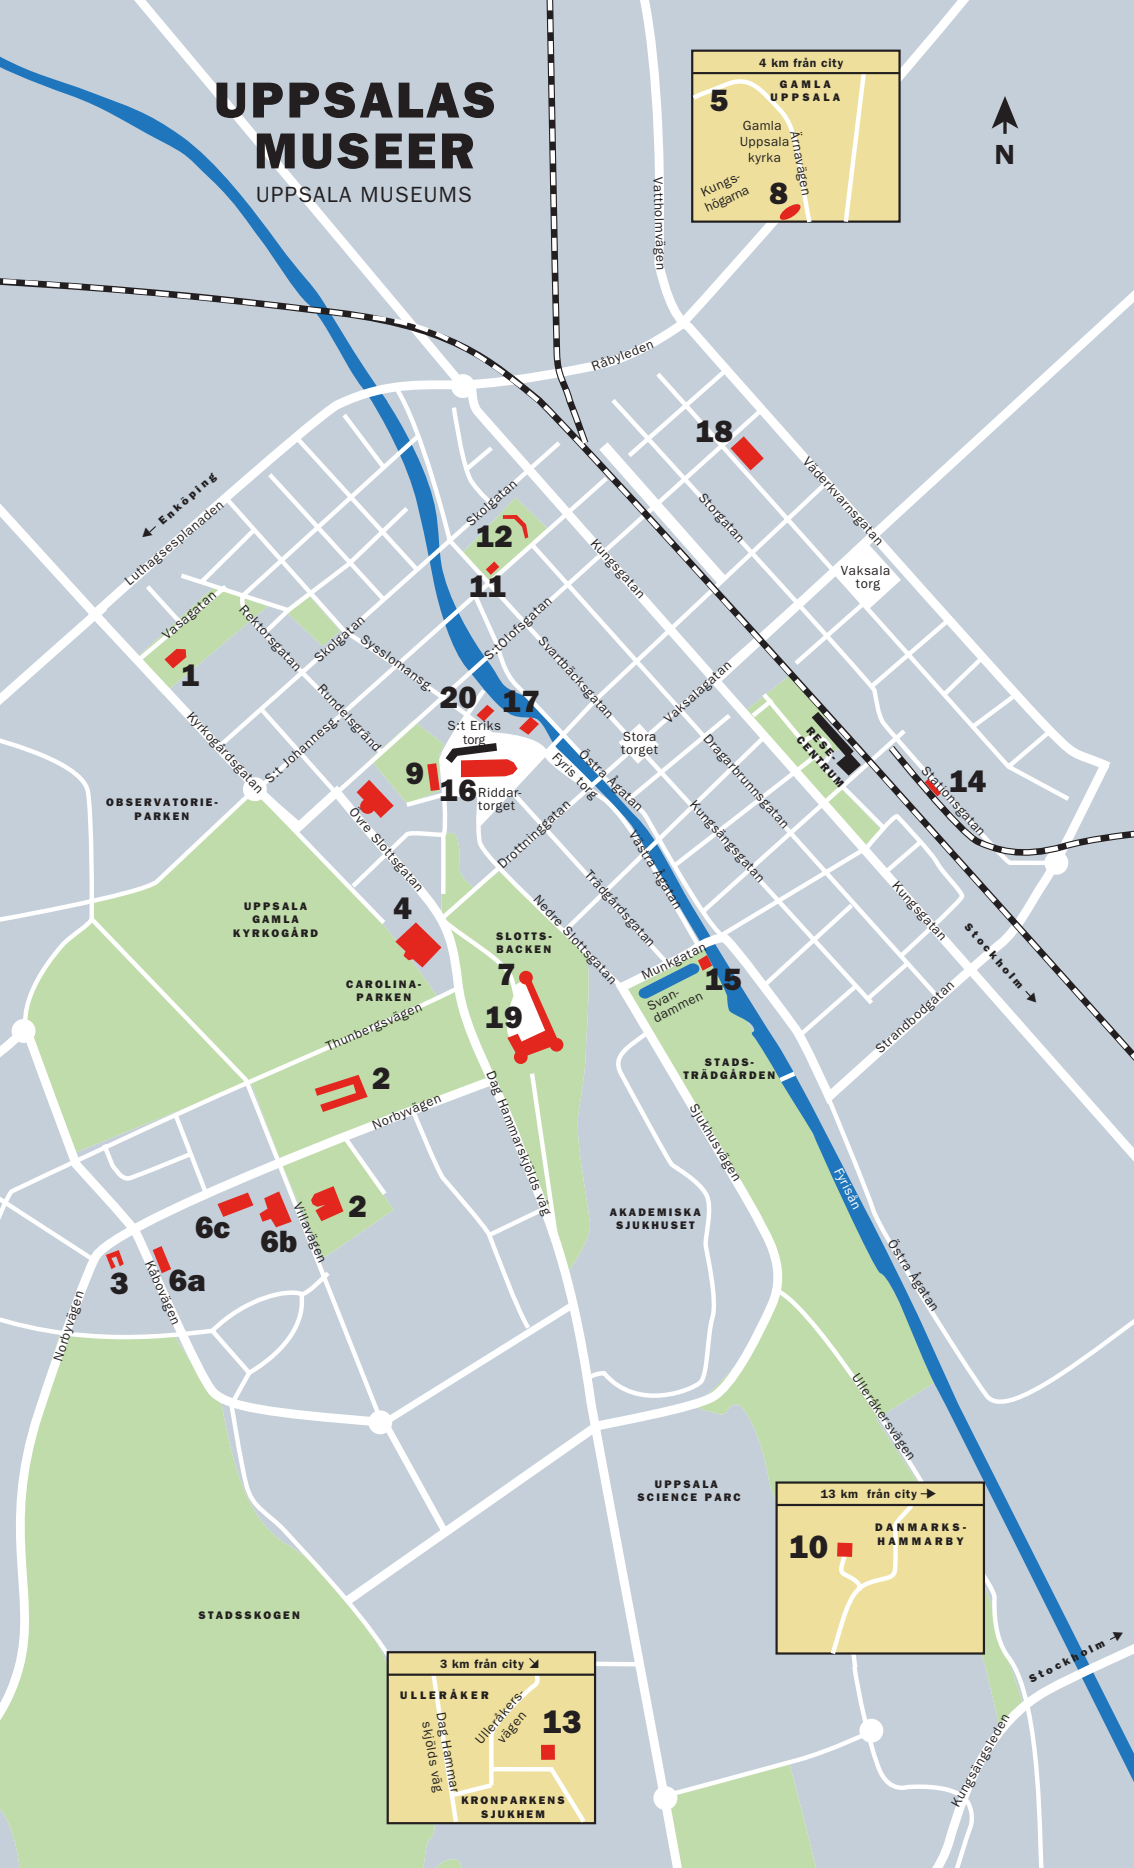 UPPSALAS
MUSEER
UPPSALA MUSEUMS
4 km från city
GAMLA
UPPSALA
5
Gamla
Uppsala
kyrka
Ärnavägen
Kungs-
högarna
8
N
Vattholmvägen
Råbyleden
18
Väderkvarnsgatan
Storgatan
Vaksala
torg
← Enköping
Luthagsesplanaden
Skolgatan
12
11
Kungsgatan
Vasagatan
Rektorsgatan
Skolgatan
Sysslomansg.
S:t Olofsgatan
Svartbäcksgatan
1
20
17
S:t Eriks
torg
Vaksalagatan
Kyrkogårdsgatan
Rundelsgränd
S:t Johannesg.
Stora
torget
Dragarbrunnsgatan
RESE-
CENTRUM
9
16
Riddar-
torget
Fyris torg
Östra Ågatan
14
Stationsgatan
OBSERVATORIE-
PARKEN
Övre Slottsgatan
Drottninggatan
Västra Ågatan
Kungsängsgatan
Trädgårdsgatan
Kungsgatan
UPPSALA
GAMLA
KYRKOGÅRD
4
Nedre Slottsgatan
SLOTTS-
BACKEN
Munkgatan
15
Stockholm →
CAROLINA-
PARKEN
7
19
Svan-
dammen
Thunbergsvägen
Strandbodgatan
STADS-
TRÄDGÅRDEN
2
Norbyvägen
Dag Hammarskjölds väg
Sjukhusvägen
Fyrisån
6c
6b
2
Villavägen
AKADEMISKA
SJUKHUSET
3
6a
Kåbovägen
Norbyvägen
Östra Ågatan
Ulleråkersvägen
UPPSALA
SCIENCE PARC
13 km från city →
10
DANMARKS-
HAMMARBY
STADSSKOGEN
Stockholm →
3 km från city ↘
ULLERÅKER
Ulleråkers-
vägen
Dag Hammar
skjölds väg
13
KRONPARKENS
SJUKHEM
Kungsängsleden